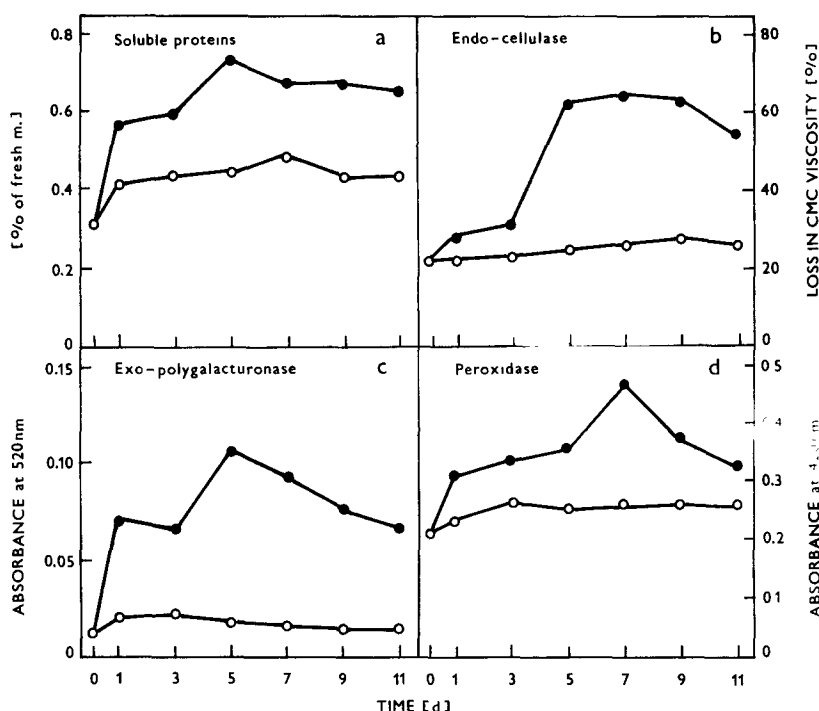 Soluble proteins a
Endo-cellulase b
[% of fresh m.]
0.8
0.6
0.4
0.2
0
80
60
40
20
0
LOSS IN CMC VISCOSITY [%]
Exo-polygalacturonase c
Peroxidase d
ABSORBANCE at 520nm
0.15
0.10
0.05
0
0 5
0.3
0.2
0 1
0
ABSORBANCE at
0 1 3 5 7 9 11
0 1 3 5 7 9 11
TIME [d]